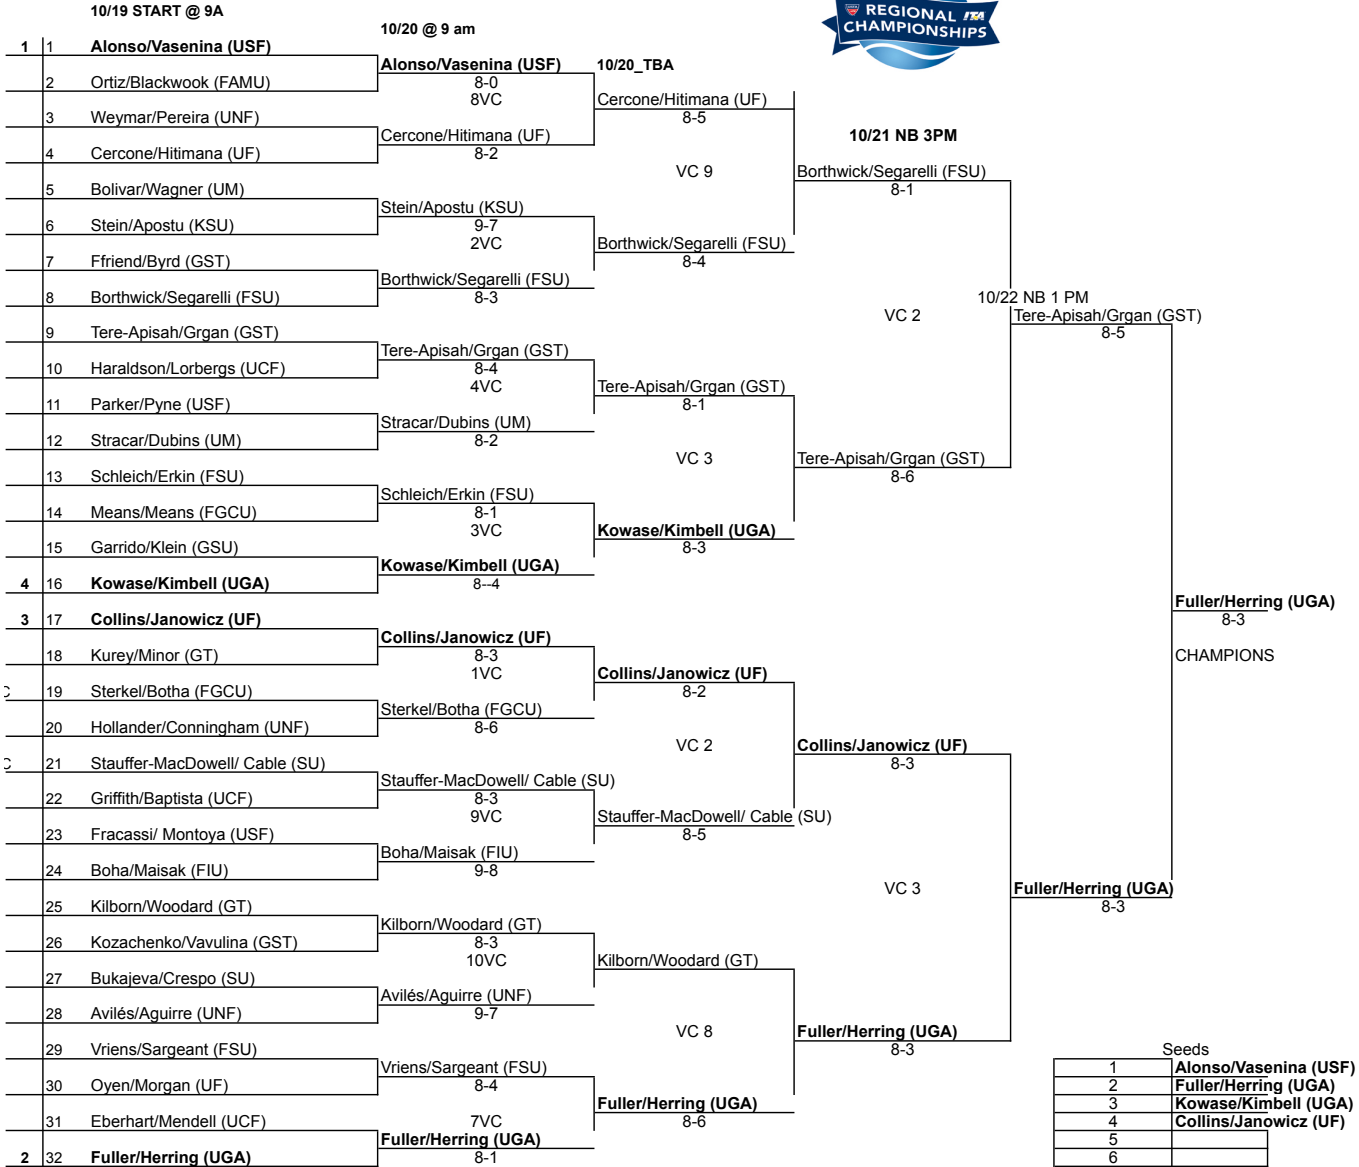 10/19 START @ 9A
10/20 @ 9 am
REGIONAL ITA
CHAMPIONSHIPS
1 1 Alonso/Vasenina (USF)
Alonso/Vasenina (USF) 10/20_TBA
2 Ortiz/Blackwook (FAMU) 8-0
8VC Cercone/Hitimana (UF)
3 Weymar/Pereira (UNF) 8-5
Cercone/Hitimana (UF) 10/21 NB 3PM
4 Cercone/Hitimana (UF) 8-2
VC 9 Borthwick/Segarelli (FSU)
5 Bolivar/Wagner (UM) 8-1
Stein/Apostu (KSU)
6 Stein/Apostu (KSU) 9-7
2VC Borthwick/Segarelli (FSU)
7 Ffriend/Byrd (GST) 8-4
Borthwick/Segarelli (FSU)
8 Borthwick/Segarelli (FSU) 8-3 10/22 NB 1 PM
VC 2 Tere-Apisah/Grgan (GST)
9 Tere-Apisah/Grgan (GST) 8-5
Tere-Apisah/Grgan (GST)
10 Haraldson/Lorbergs (UCF) 8-4
4VC Tere-Apisah/Grgan (GST)
11 Parker/Pyne (USF) 8-1
Stracar/Dubins (UM)
12 Stracar/Dubins (UM) 8-2
VC 3 Tere-Apisah/Grgan (GST)
13 Schleich/Erkin (FSU) 8-6
Schleich/Erkin (FSU)
14 Means/Means (FGCU) 8-1
3VC Kowase/Kimbell (UGA)
15 Garrido/Klein (GSU) 8-3
Kowase/Kimbell (UGA)
4 16 Kowase/Kimbell (UGA) 8--4
Fuller/Herring (UGA)
3 17 Collins/Janowicz (UF) 8-3
Collins/Janowicz (UF)
18 Kurey/Minor (GT) 8-3 CHAMPIONS
1VC Collins/Janowicz (UF)
C 19 Sterkel/Botha (FGCU) 8-2
Sterkel/Botha (FGCU)
20 Hollander/Conningham (UNF) 8-6
VC 2 Collins/Janowicz (UF)
C 21 Stauffer-MacDowell/ Cable (SU) 8-3
Stauffer-MacDowell/ Cable (SU)
22 Griffith/Baptista (UCF) 8-3
9VC Stauffer-MacDowell/ Cable (SU)
23 Fracassi/ Montoya (USF) 8-5
Boha/Maisak (FIU)
24 Boha/Maisak (FIU) 9-8
VC 3 Fuller/Herring (UGA)
25 Kilborn/Woodard (GT) 8-3
Kilborn/Woodard (GT)
26 Kozachenko/Vavulina (GST) 8-3
10VC Kilborn/Woodard (GT)
27 Bukajeva/Crespo (SU)
Avilés/Aguirre (UNF)
28 Avilés/Aguirre (UNF) 9-7
VC 8 Fuller/Herring (UGA)
29 Vriens/Sargeant (FSU) 8-3 Seeds
Vriens/Sargeant (FSU) 1 Alonso/Vasenina (USF)
30 Oyen/Morgan (UF) 8-4 2 Fuller/Herring (UGA)
Fuller/Herring (UGA) 3 Kowase/Kimbell (UGA)
31 Eberhart/Mendell (UCF) 7VC 8-6 4 Collins/Janowicz (UF)
Fuller/Herring (UGA) 5
2 32 Fuller/Herring (UGA) 8-1 6